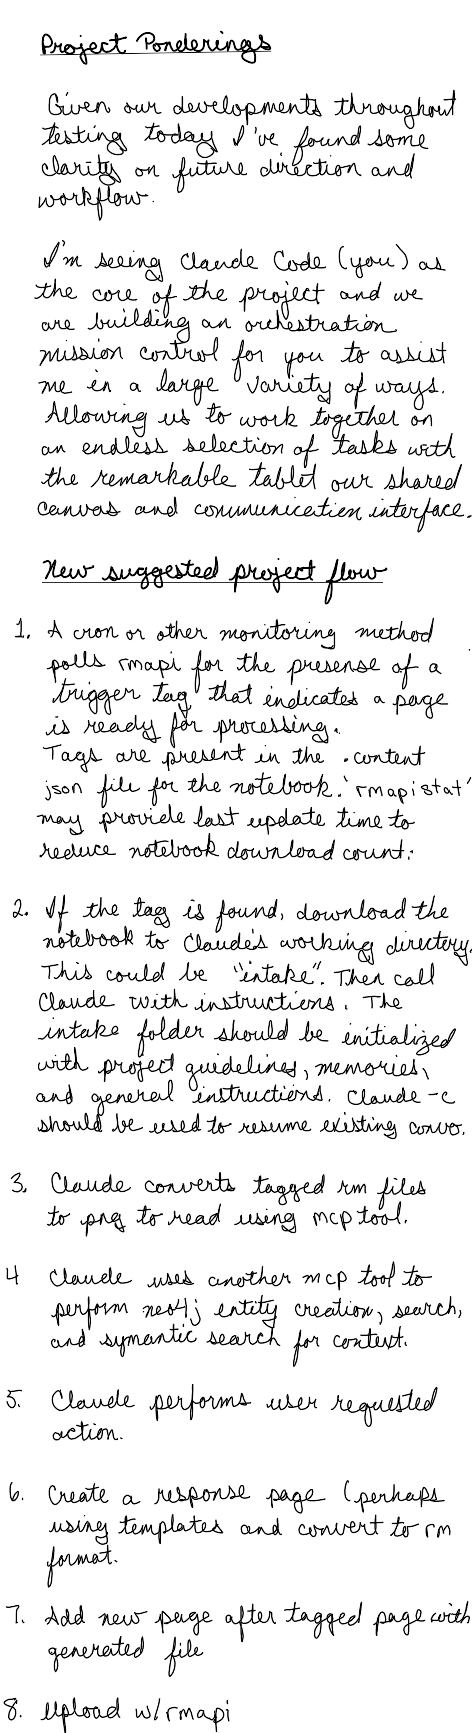 Project Ponderings
Given our developments throughout
testing today I've found some
clarity on future direction and
workflow.
I'm seeing Claude Code (you) as
the core of the project and we
are building an orchestration
mission control for you to assist
me in a large variety of ways.
Allowing us to work together on
an endless selection of tasks with
the remarkable tablet our shared
canvas and communication interface.
New suggested project flow
1. A cron or other monitoring method
polls rmapi for the presense of a
trigger tag that indicates a page
is ready for processing.
Tags are present in the .content
json file for the notebook. 'rmapi stat'
may provide last update time to
reduce notebook download count.
2. If the tag is found, download the
notebook to Claude's working directory.
This could be "intake". Then call
Claude with instructions. The
intake folder should be initialized
with project guidelines, memories,
and general instructions. Claude -c
should be used to resume existing convo.
3. Claude converts tagged rm files
to png to read using mcp tool.
4 Claude uses another mcp tool to
perform neo4j entity creation, search,
and symantic search for context.
5. Claude performs user requested
action.
6. Create a response page (perhaps
using templates and convert to rm
format.
7. Add new page after tagged page with
generated file
8. Upload w/rmapi